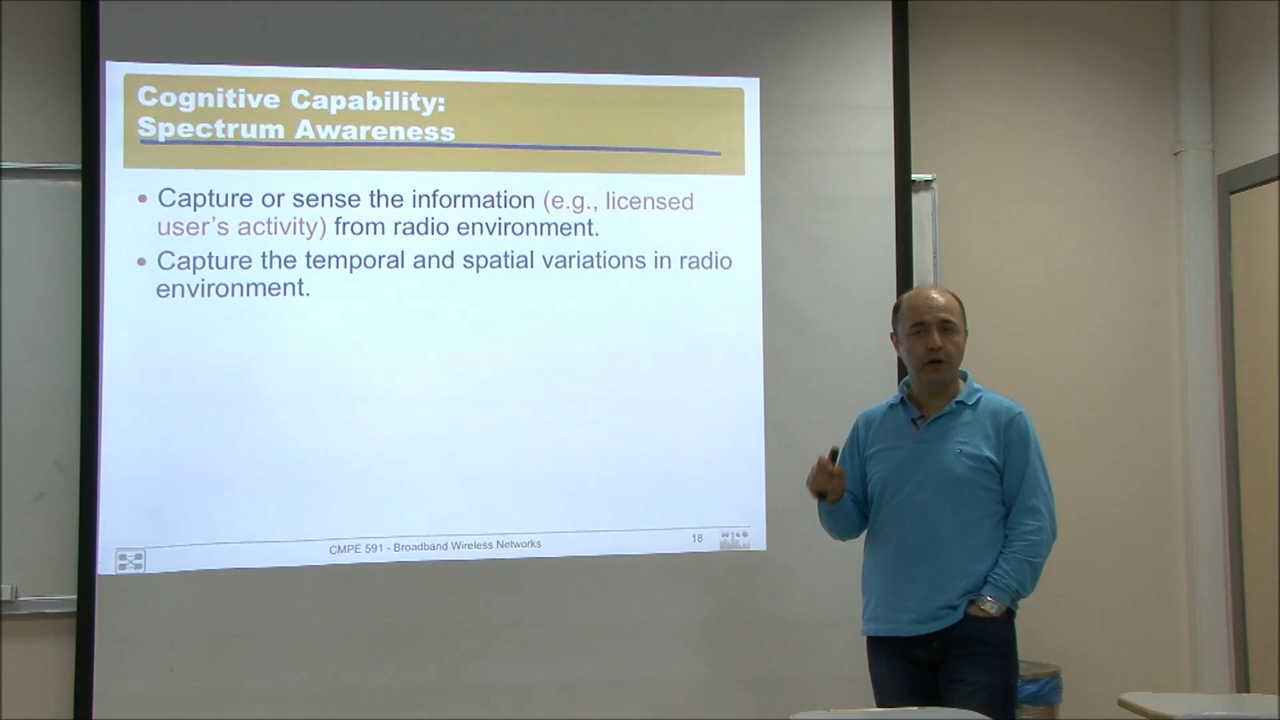 Cognitive Capability:
Spectrum Awareness
• Capture or sense the information (e.g., licensed
user's activity) from radio environment.
• Capture the temporal and spatial variations in radio
environment.
CMPE 591 - Broadband Wireless Networks
18